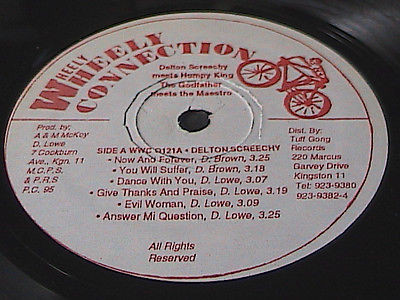 WHEELY
WHEELY
CONNECTION
Delton Screechy
meets Humpy King
The Godfather
meets the Maestro
Prod. by:
A & M McKey
D. Lowe
7 Cockburn
Ave., Kgn. 11
M.C.P.S.
& P.R.S
P.C. 95
SIDE A WWC 0121A • DELTON SCREECHY
• Now And Forever, D. Brown, 3.25
• You Will Suffer, D. Brown, 3.18
• Dance With You, D. Lowe, 3.07
• Give Thanks And Praise, D. Lowe, 3.19
• Evil Woman, D. Lowe, 3.09
• Answer Mi Question, D. Lowe, 3.25
Dist. By:
Tuff Gong
Records
220 Marcus
Garvey Drive
Kingston 11
Tel: 923-9380
923-9382-4
All Rights
Reserved